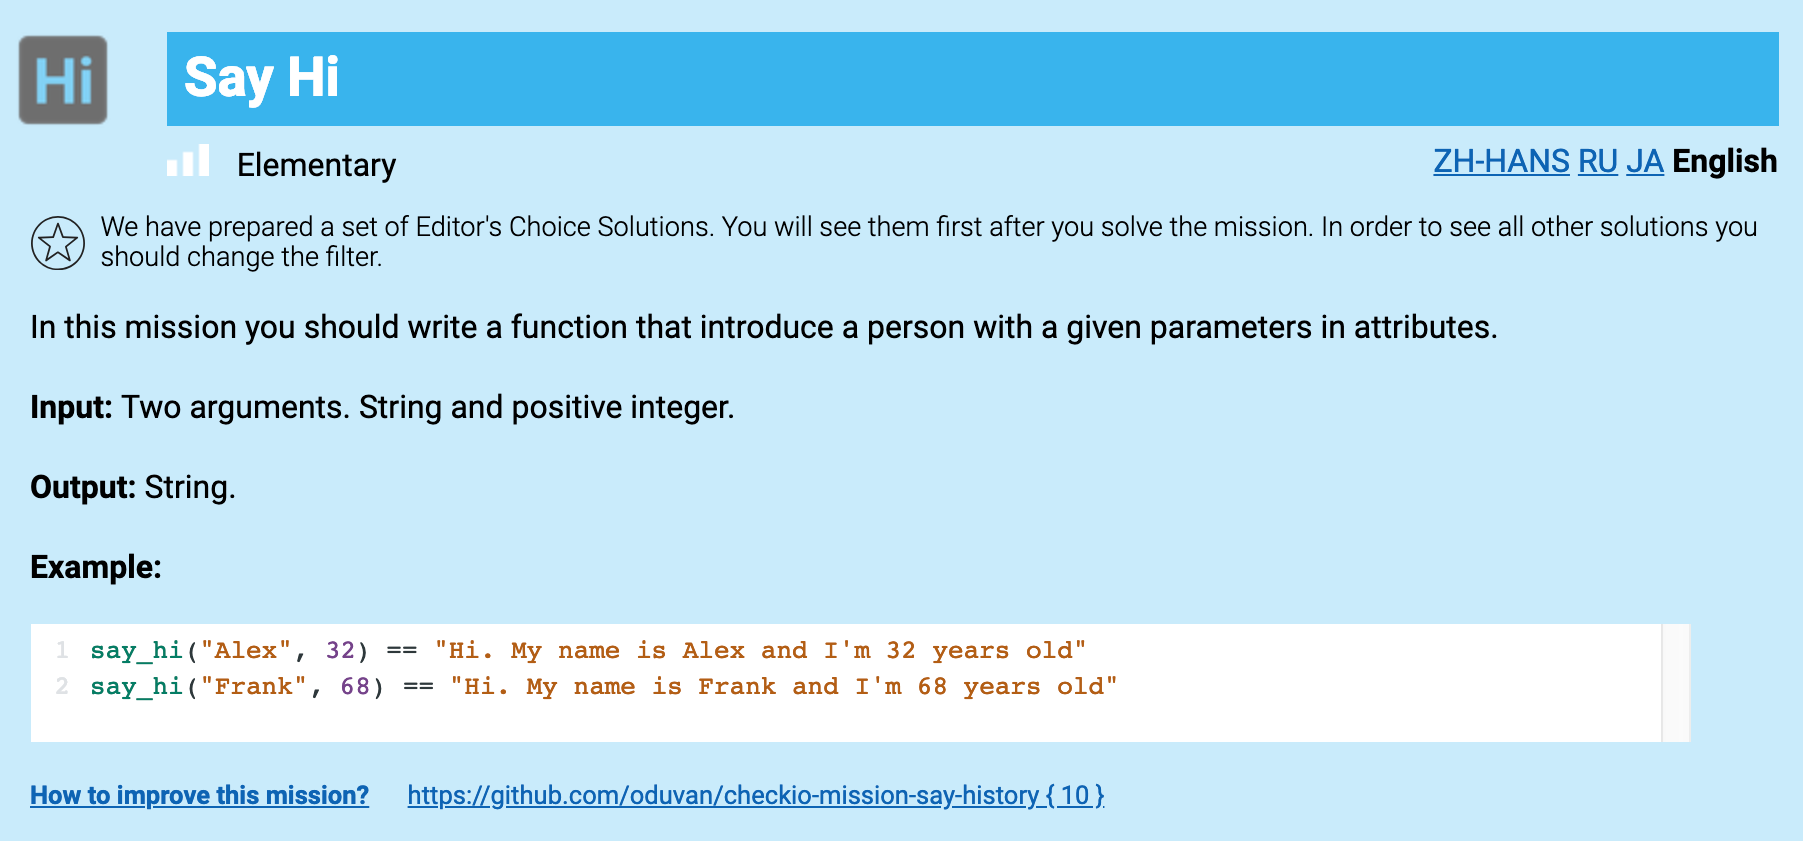 Hi
Say Hi
Elementary
ZH-HANS RU JA English
We have prepared a set of Editor's Choice Solutions. You will see them first after you solve the mission. In order to see all other solutions you
should change the filter.
In this mission you should write a function that introduce a person with a given parameters in attributes.
Input: Two arguments. String and positive integer.
Output: String.
Example:
1 say_hi("Alex", 32) == "Hi. My name is Alex and I'm 32 years old"
2 say_hi("Frank", 68) == "Hi. My name is Frank and I'm 68 years old"
How to improve this mission? https://github.com/oduvan/checkio-mission-say-history { 10 }